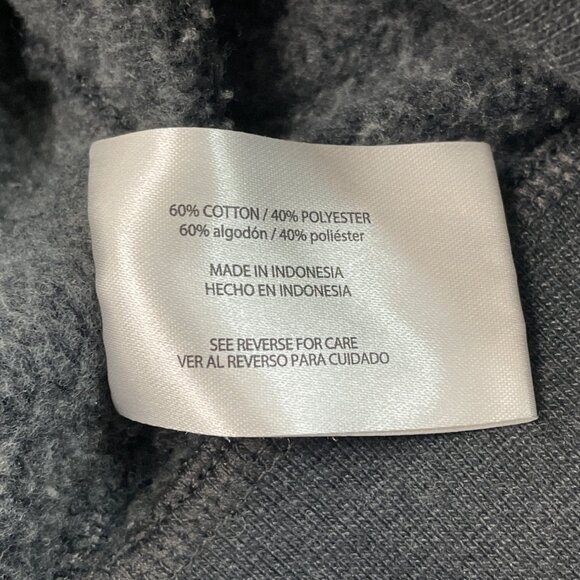 60% COTTON / 40% POLYESTER
60% algodón / 40% poliéster
MADE IN INDONESIA
HECHO EN INDONESIA
SEE REVERSE FOR CARE
VER AL REVERSO PARA CUIDADO